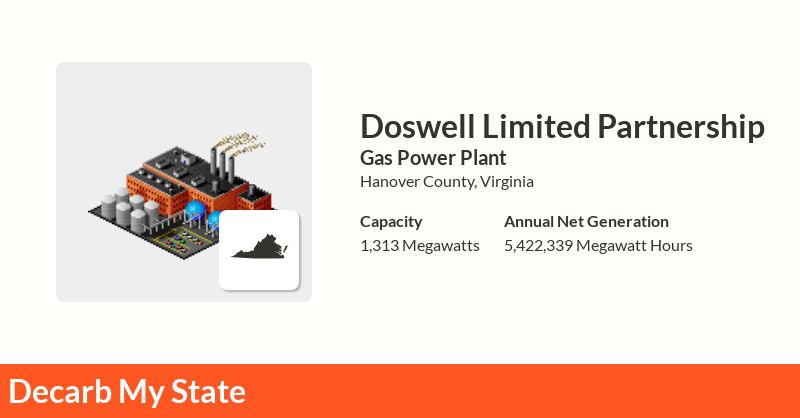 Doswell Limited Partnership
Gas Power Plant
Hanover County, Virginia
Capacity
1,313 Megawatts
Annual Net Generation
5,422,339 Megawatt Hours
Decarb My State